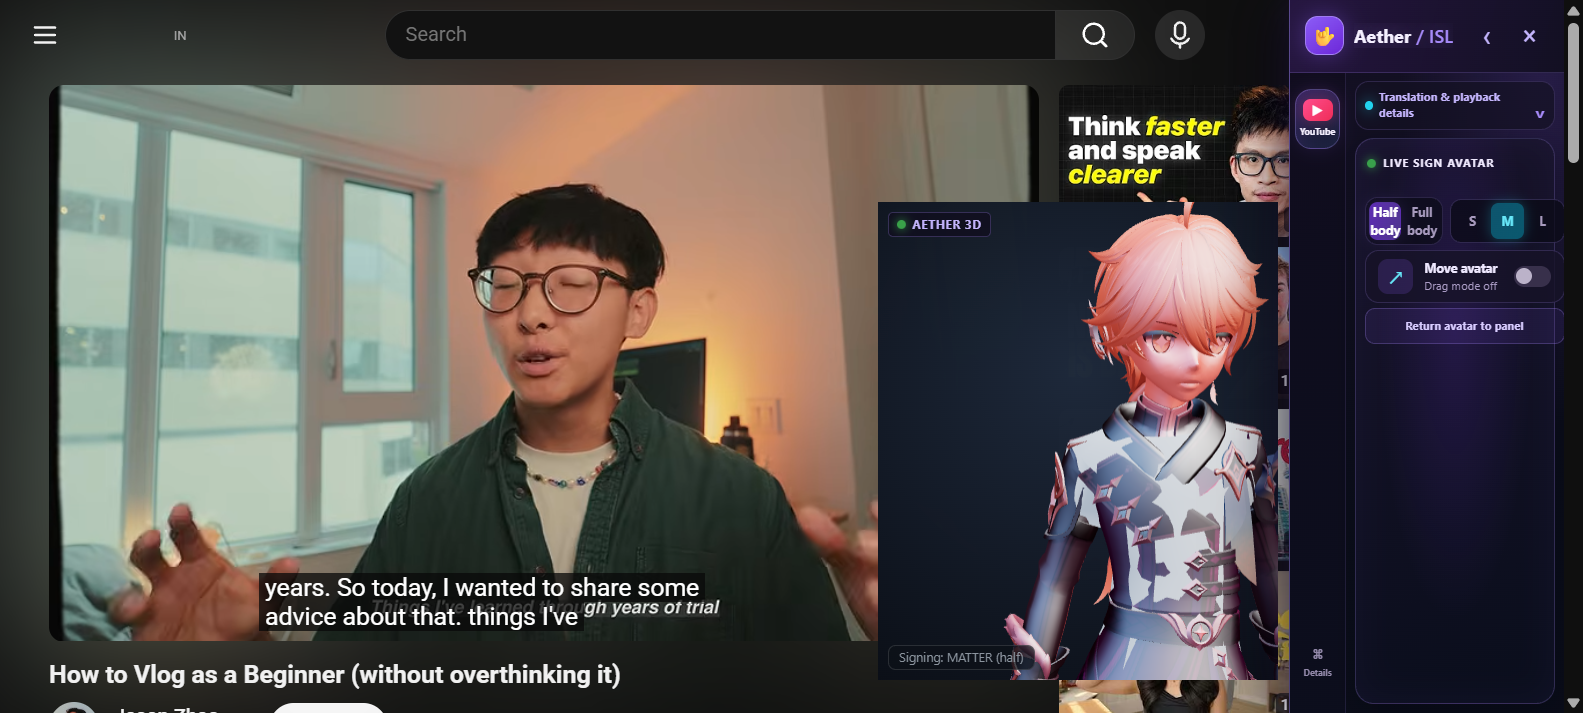 IN
Search
Think faster
and speak
clearer
AETHER 3D
Signing: MATTER (half)
years. So today, I wanted to share some
advice about that. things I've
gh years of trial
How to Vlog as a Beginner (without overthinking it)
Aether / ISL
YouTube
Translation & playback
details
LIVE SIGN AVATAR
Half
body
Full
body
S
M
L
Move avatar
Drag mode off
Return avatar to panel
Details